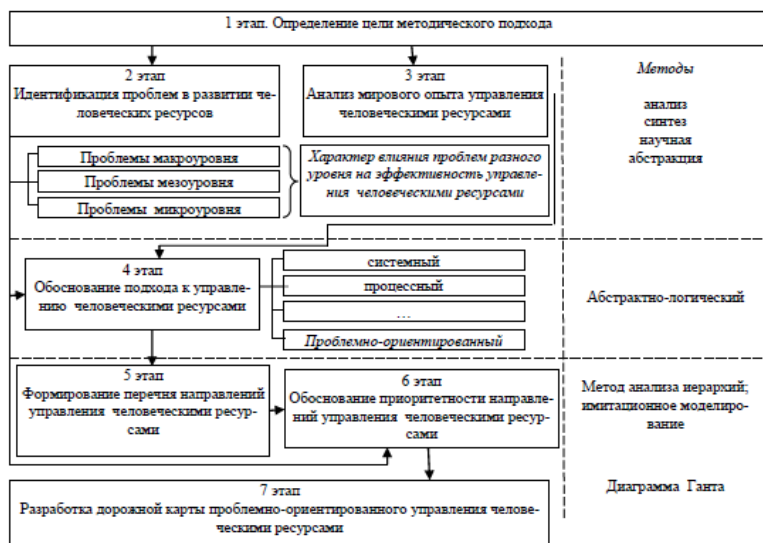 1 этап. Определение цели методического подхода
2 этап
Идентификация проблем в развитии че-
ловеческих ресурсов
3 этап
Анализ мирового опыта управления
человеческими ресурсами
Методы
анализ
синтез
научная
абстракция
Проблемы макроуровня
Проблемы мезоуровня
Проблемы микроуровня
Характер влияния проблем разного
уровня на эффективность управле-
ния человеческими ресурсами
4 этап
Обоснование подхода к управле-
нию человеческими ресурсами
системный
процессный
…
Проблемно-ориентированный
Абстрактно-логический
5 этап
Формирование перечня направлений
управления человеческими ресур-
сами
6 этап
Обоснование приоритетности направле-
ний управления человеческими ресур-
сами
Метод анализа иерархий;
имитационное моделиро-
вание
7 этап
Разработка дорожной карты проблемно-ориентированного управления челове-
ческими ресурсами
Диаграмма Ганта